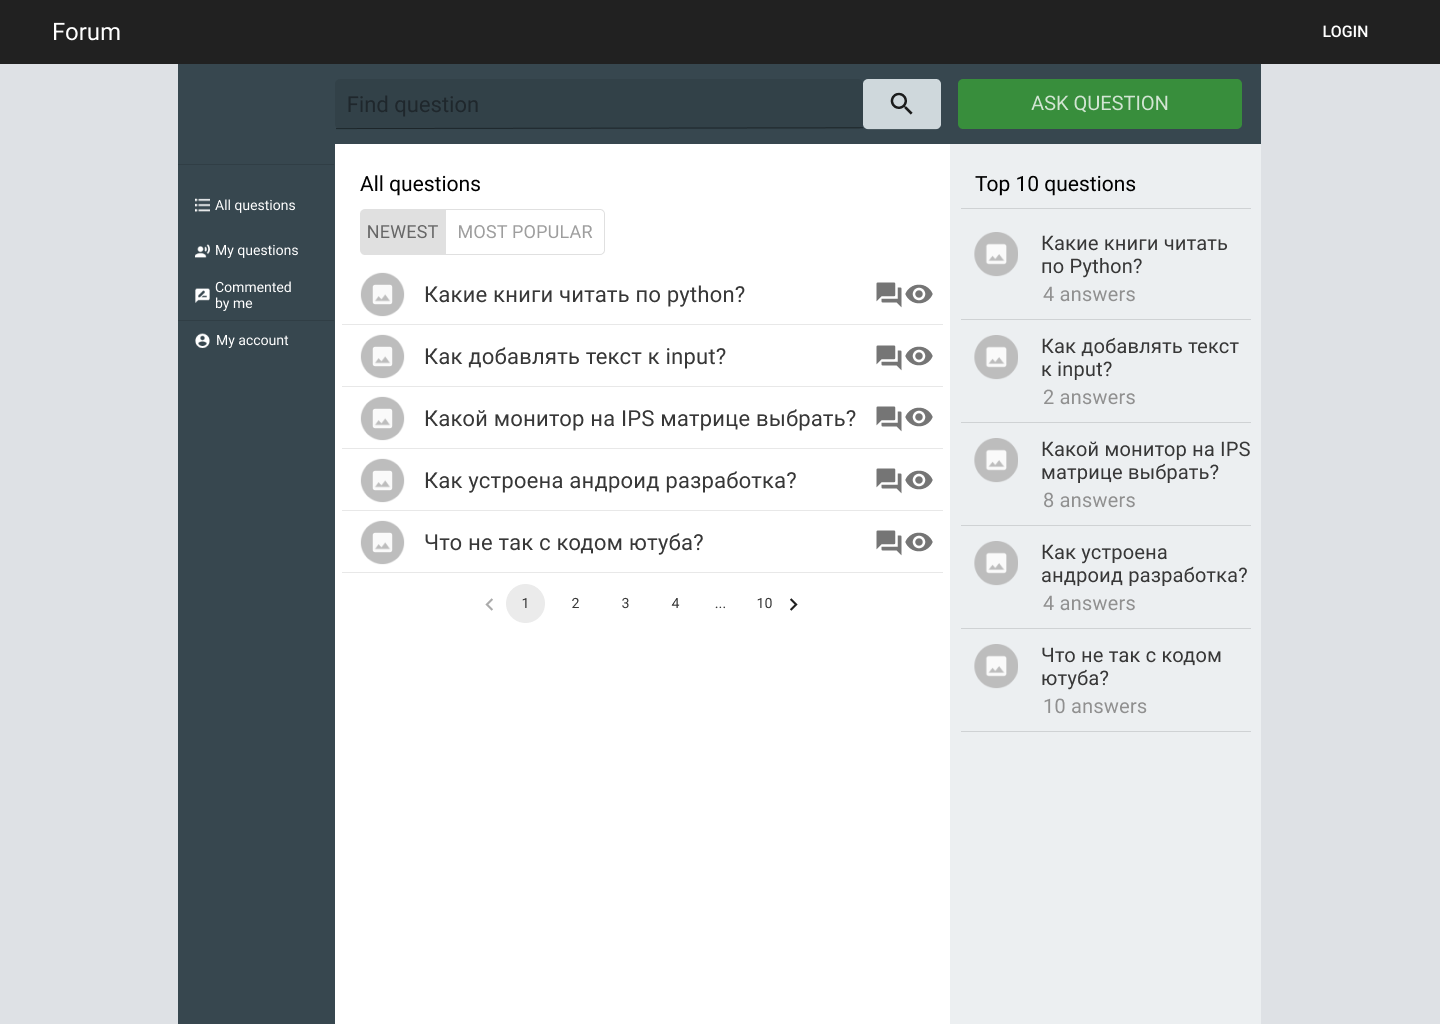 Forum
LOGIN
Find question
ASK QUESTION
All questions
My questions
Commented
by me
My account
All questions
NEWEST
MOST POPULAR
Какие книги читать по python?
Как добавлять текст к input?
Какой монитор на IPS матрице выбрать?
Как устроена андроид разработка?
Что не так с кодом ютуба?
1 2 3 4 ... 10
Top 10 questions
Какие книги читать
по Python?
4 answers
Как добавлять текст
к input?
2 answers
Какой монитор на IPS
матрице выбрать?
8 answers
Как устроена
андроид разработка?
4 answers
Что не так с кодом
ютуба?
10 answers